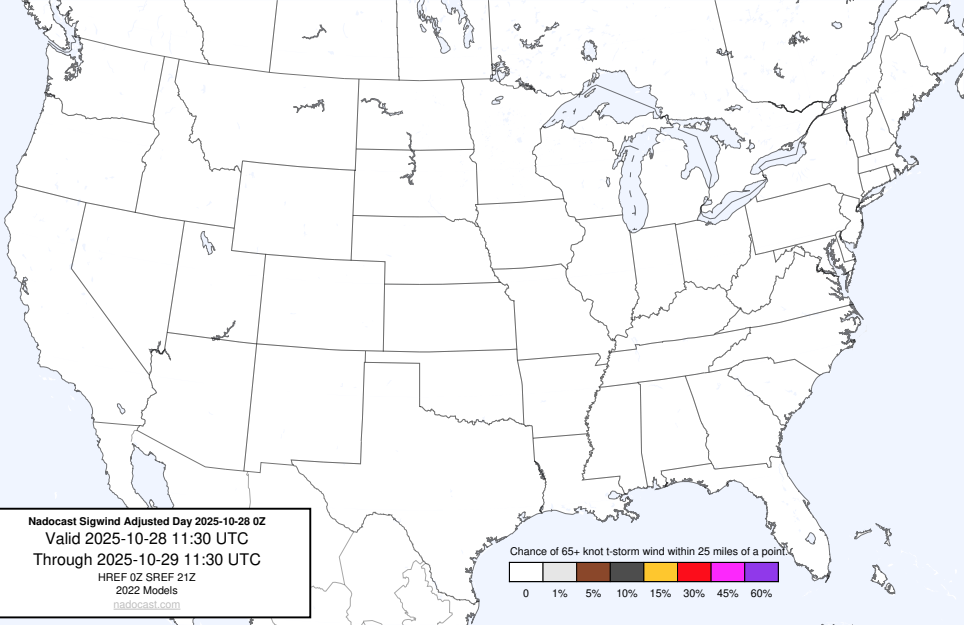 Nadocast Sigwind Adjusted Day 2025-10-28 0Z
Valid 2025-10-28 11:30 UTC
Through 2025-10-29 11:30 UTC
HREF 0Z SREF 21Z
2022 Models
nadocast.com
Chance of 65+ knot t-storm wind within 25 miles of a point.
0 1% 5% 10% 15% 30% 45% 60%